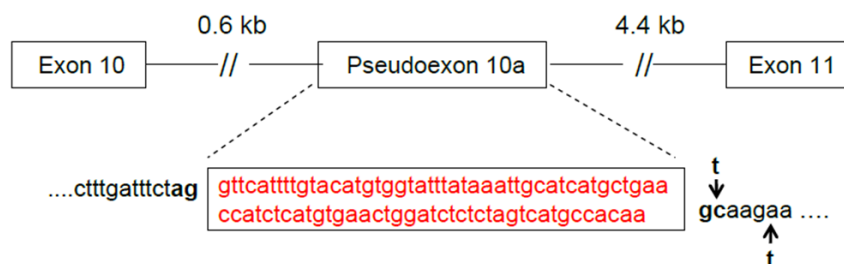 0.6 kb 4.4 kb
Exon 10 // Pseudoexon 10a // Exon 11
t
....ctttgatttctag gttcattttgtacatgtggtatttataaattgcatcatgctgaa
ccatctcatgtgaactggatctctctagtcatgccacaa gcaagaa ....
t